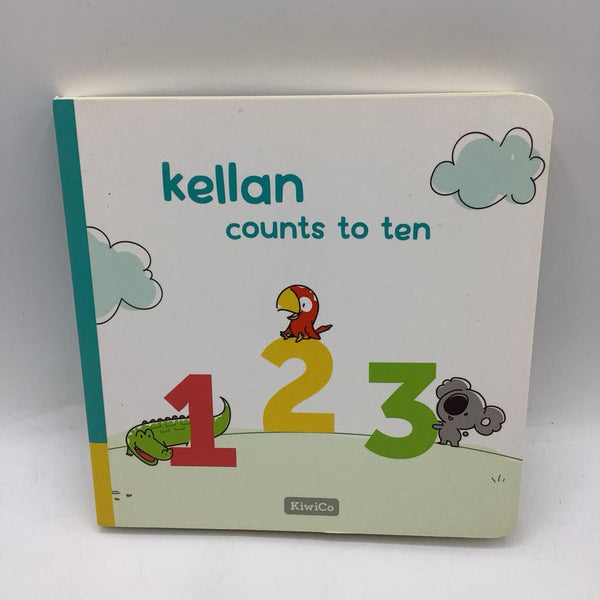 kellan
counts to ten
1 2 3
KiwiCo